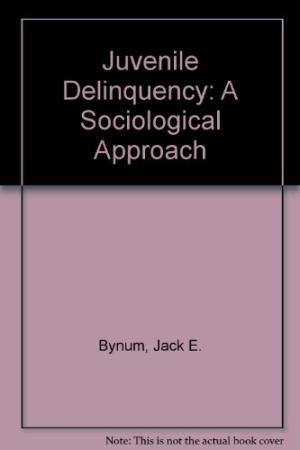 Juvenile
Delinquency: A
Sociological
Approach
Bynum, Jack E.
Note: This is not the actual book cover